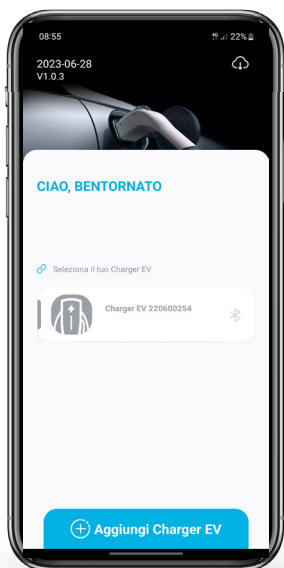 08:55
22%
2023-06-28
V1.0.3
CIAO, BENTORNATO
Seleziona il tuo Charger EV
Charger EV 220600254
Aggiungi Charger EV